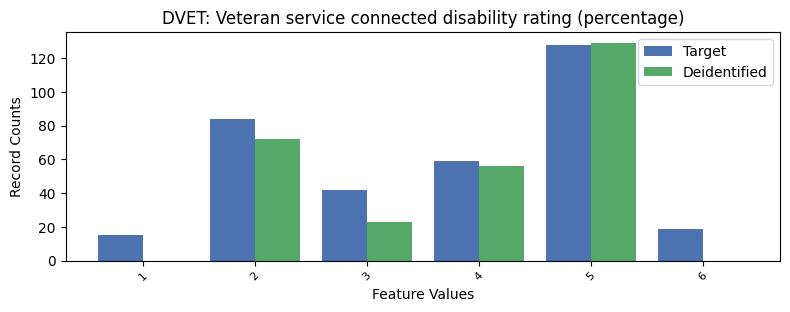 DVET: Veteran service connected disability rating (percentage)
Target
Deidentified
Record Counts
120
100
80
60
40
20
0
1 2 3 4 5 6
Feature Values